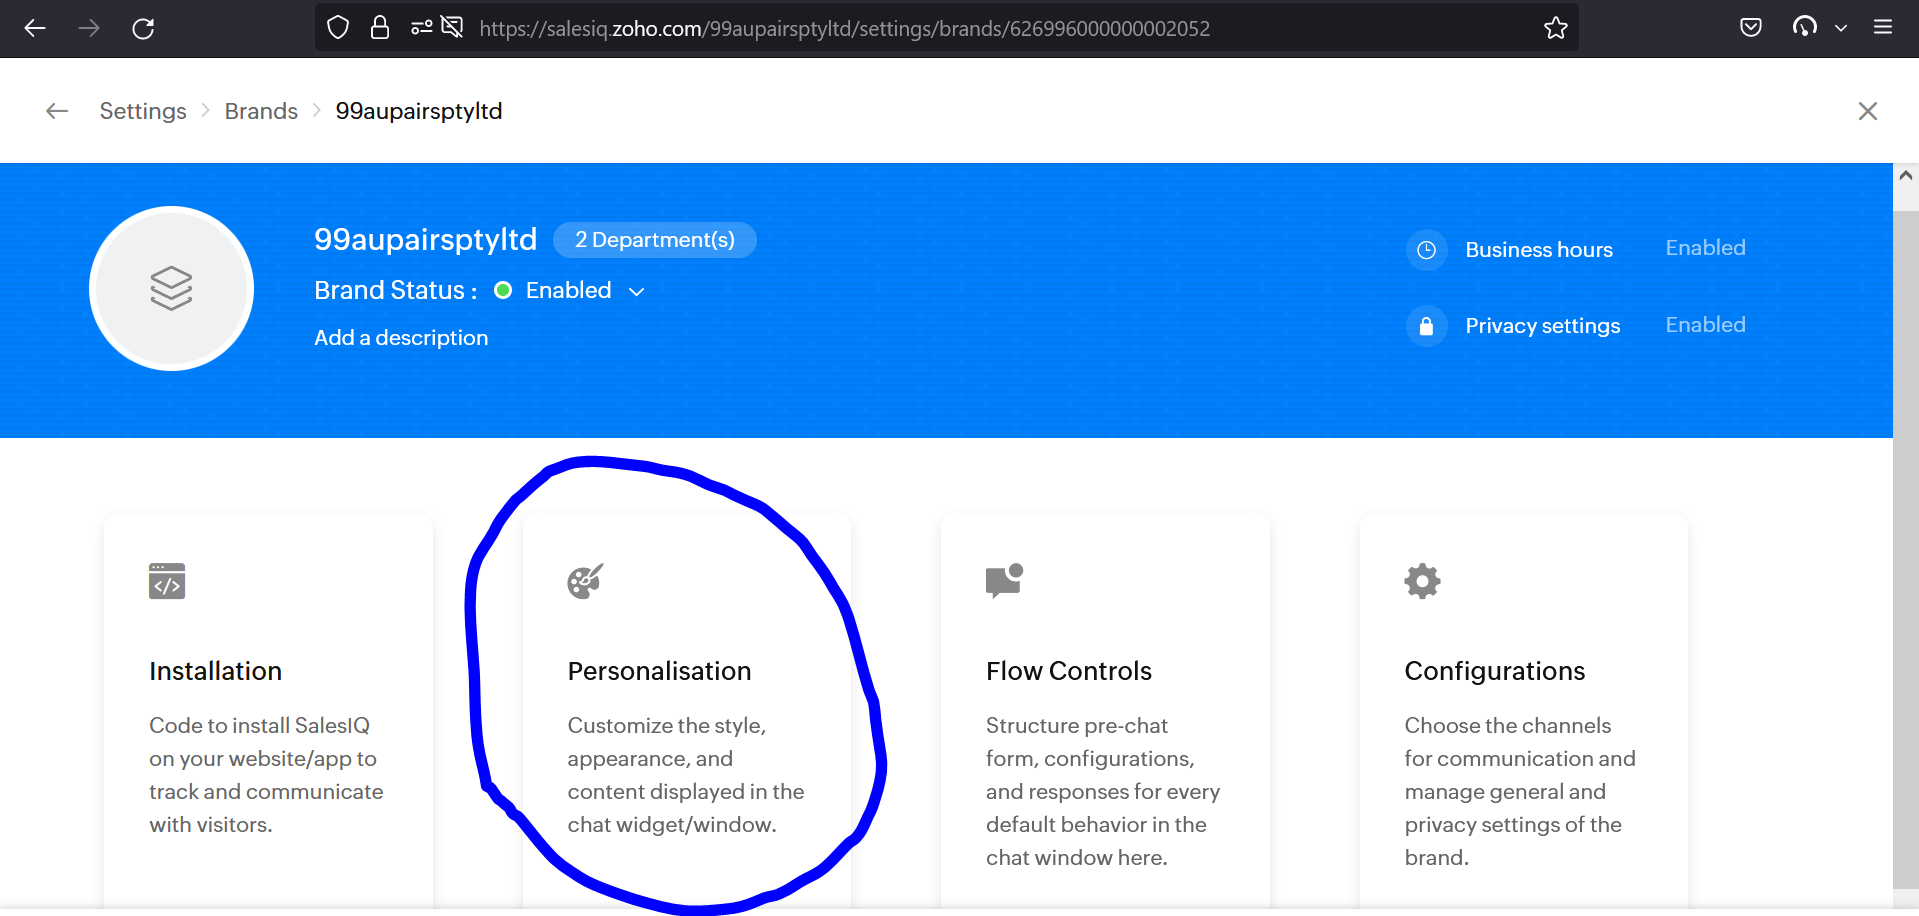 https://salesiq.zoho.com/99aupairsptyltd/settings/brands/626996000000002052
Settings > Brands > 99aupairsptyltd
99aupairsptyltd 2 Department(s)
Brand Status : Enabled
Add a description
Business hours Enabled
Privacy settings Enabled
Installation
Code to install SalesIQ
on your website/app to
track and communicate
with visitors.
Personalisation
Customize the style,
appearance, and
content displayed in the
chat widget/window.
Flow Controls
Structure pre-chat
form, configurations,
and responses for every
default behavior in the
chat window here.
Configurations
Choose the channels
for communication and
manage general and
privacy settings of the
brand.